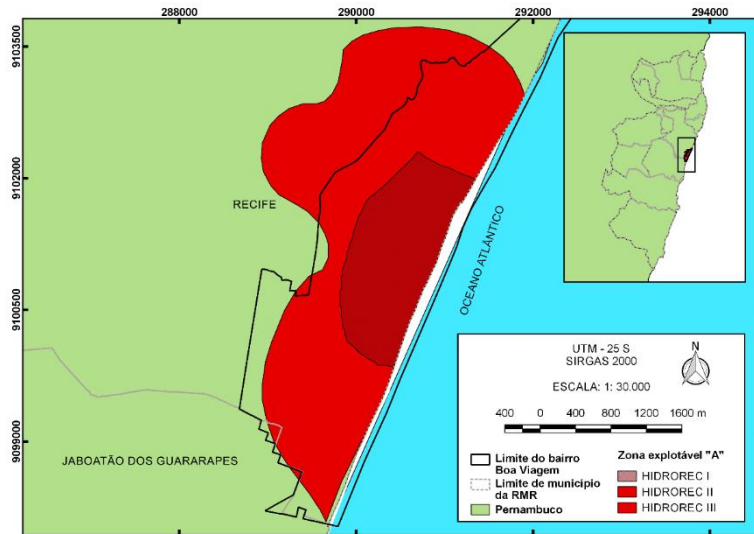 288000
290000
292000
294000
9103500
9102000
9100500
9099000
RECIFE
OCEANO ATLÂNTICO
JABOATÃO DOS GUARARAPES
UTM - 25 S
SIRGAS 2000
N
ESCALA: 1: 30.000
400 0 400 800 1200 1600 m
Limite do bairro
Boa Viagem
Limite de municipio
da RMR
Pernambuco
Zona explotável "A"
HIDROREC I
HIDROREC II
HIDROREC III